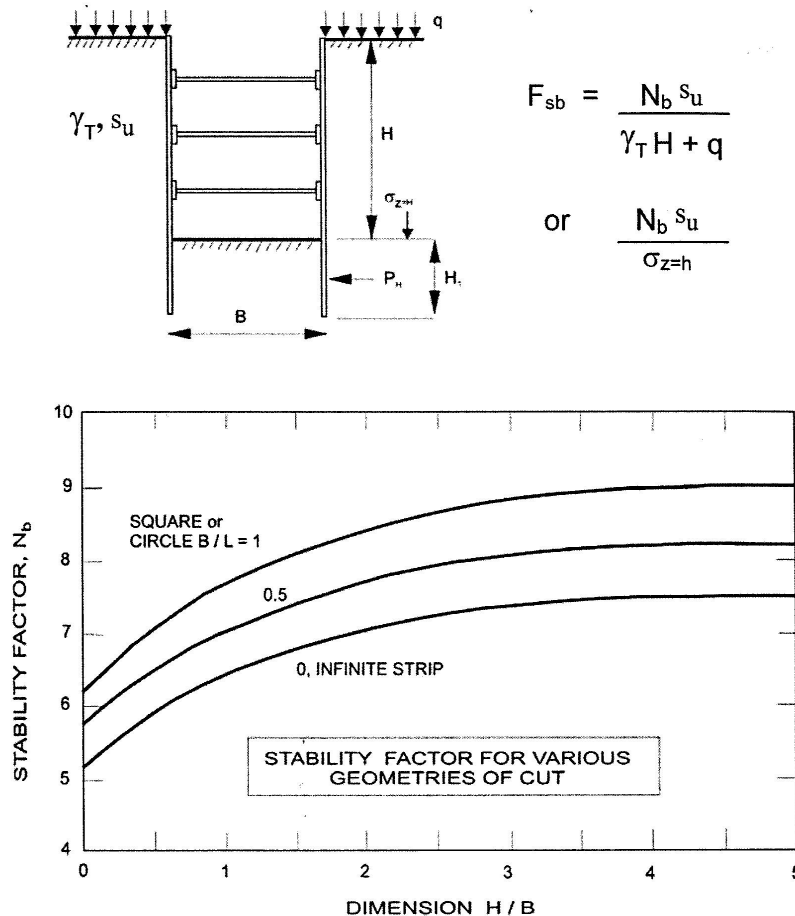 q
γT, su
H
σz=H
PH
H1
B
Fsb = Nb su
γT H + q
or Nb su
σz=h
10
9
8
7
6
5
4
STABILITY FACTOR, Nb
SQUARE or
CIRCLE B / L = 1
0.5
0, INFINITE STRIP
STABILITY FACTOR FOR VARIOUS
GEOMETRIES OF CUT
0 1 2 3 4 5
DIMENSION H / B